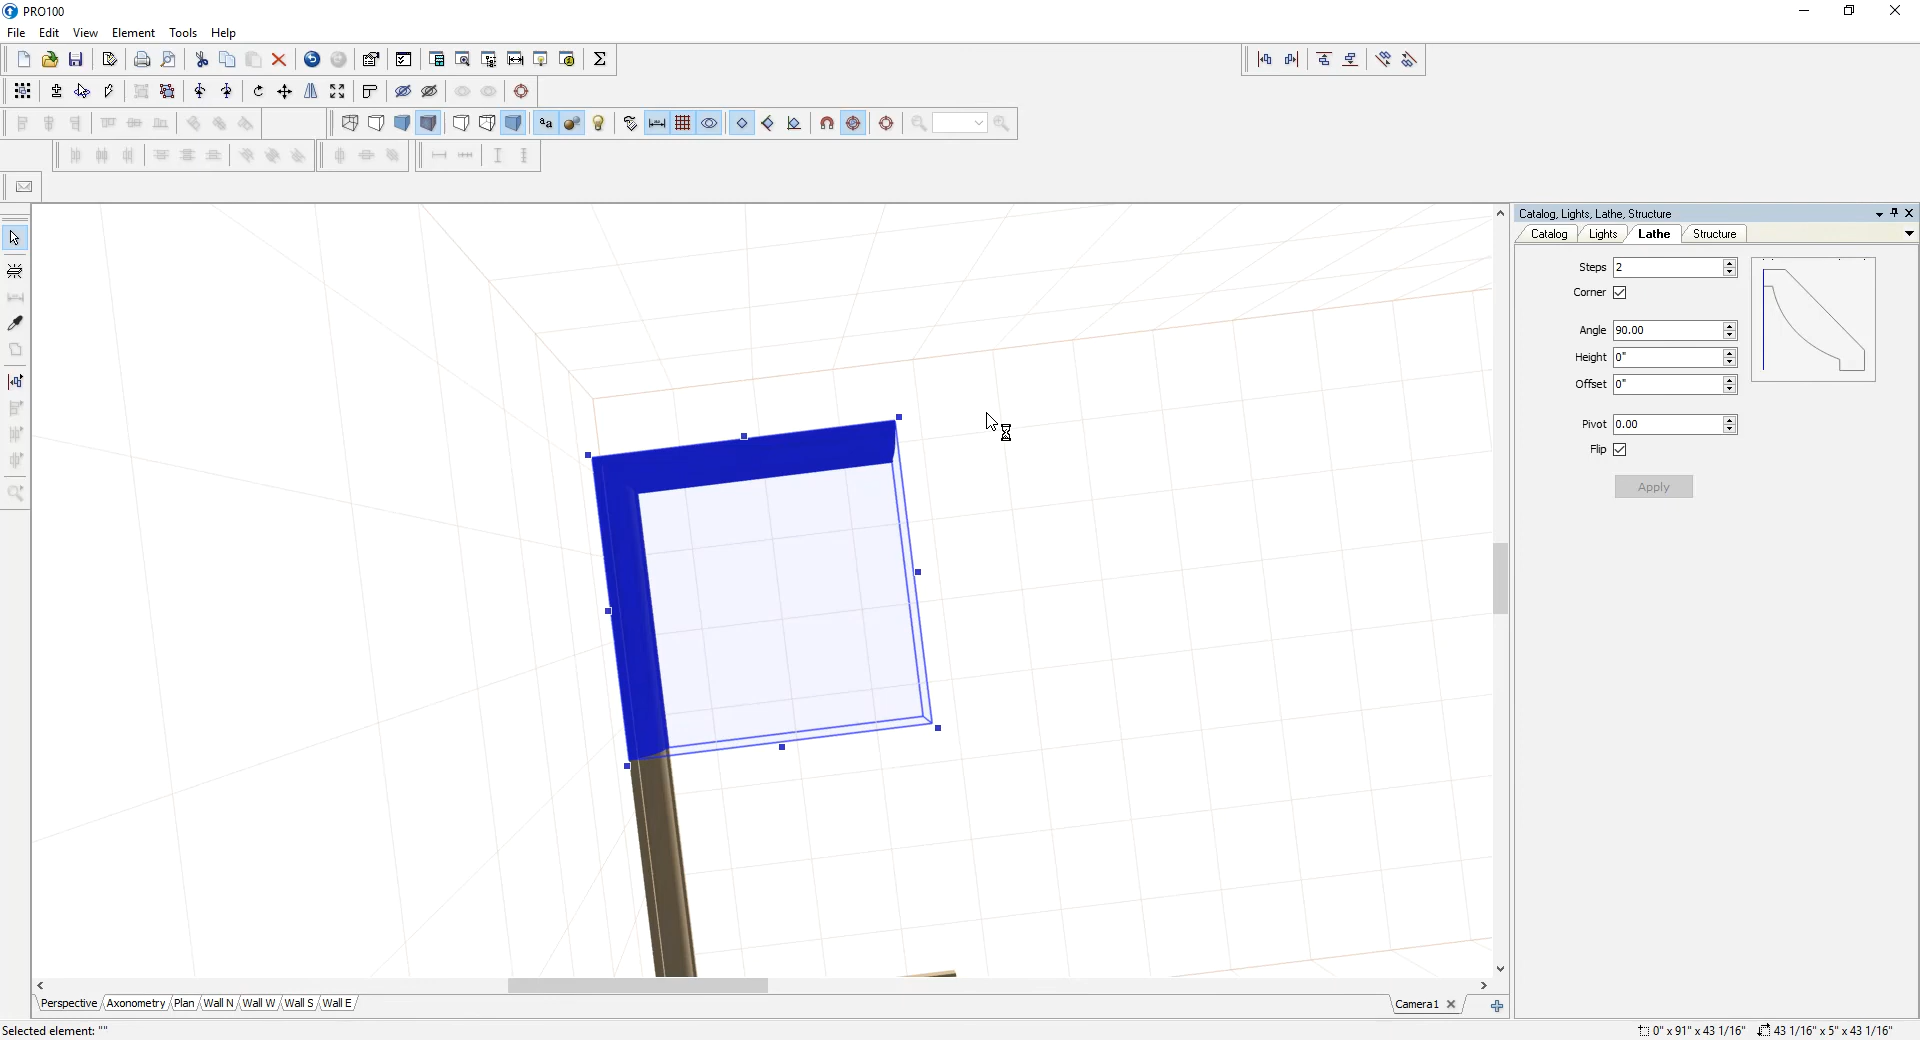 PRO100
File Edit View Element Tools Help
Catalog, Lights, Lathe, Structure
Catalog Lights Lathe Structure
Steps 2
Corner
Angle 90.00
Height 0"
Offset 0"
Pivot 0.00
Flip
Apply
Perspective Axonometry Plan Wall N Wall W Wall S Wall E
Camera1
Selected element: ""
0" x 91" x 43 1/16" 43 1/16" x 5" x 43 1/16"